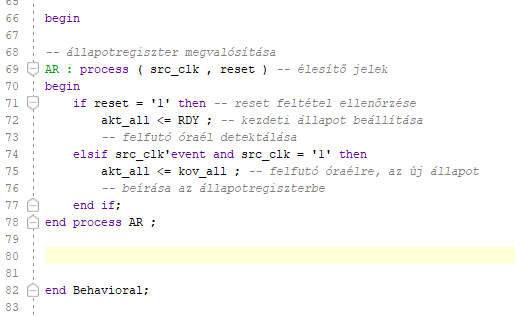 65
66 begin
67
68 -- állapotregiszter megvalósítása
69 AR : process ( src_clk , reset ) -- élesítő jelek
70 begin
71 if reset = '1' then -- reset feltétel ellenőrzése
72 akt_all <= RDY ; -- kezdeti állapot beállítása
73 -- felfutó óraél detektálása
74 elsif src_clk'event and src_clk = '1' then
75 akt_all <= kov_all ; -- felfutó óraélre, az új állapot
76 -- beírása az állapotregiszterbe
77 end if;
78 end process AR ;
79
80
81
82 end Behavioral;
83